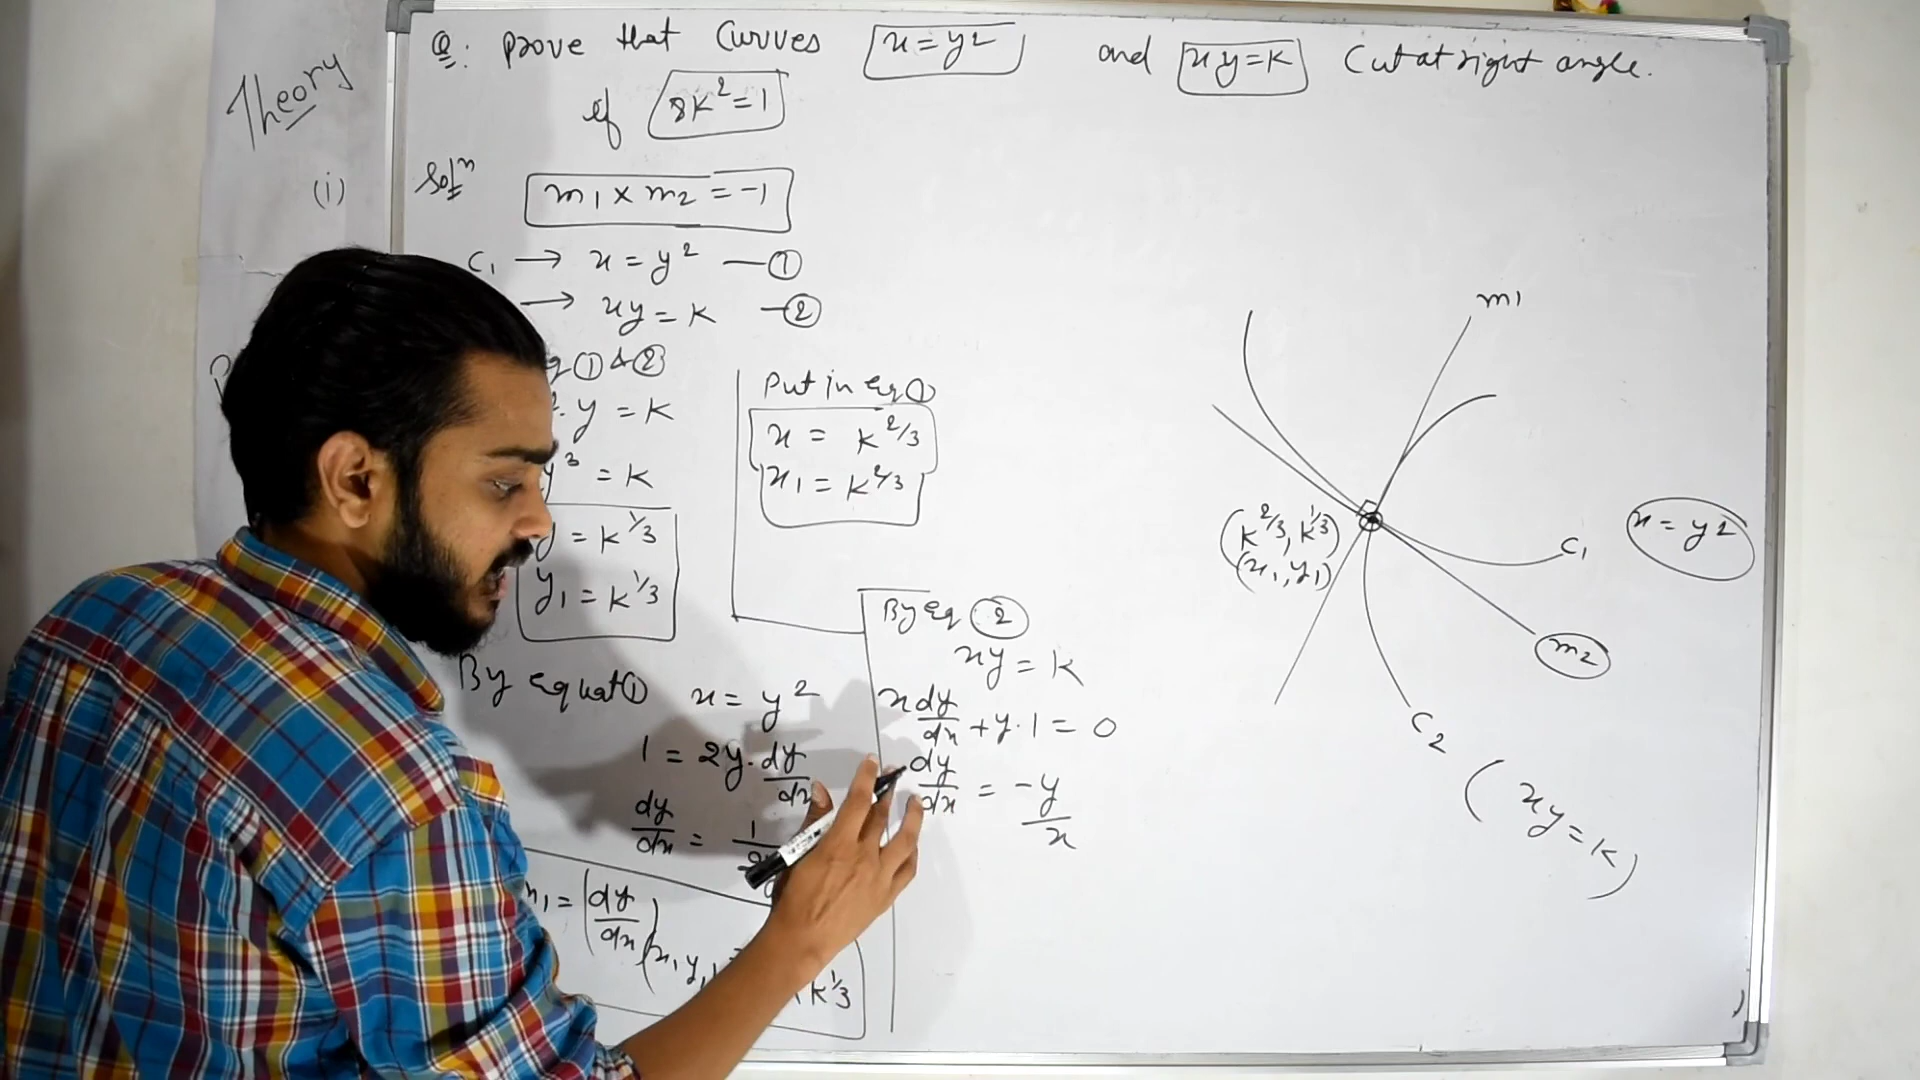 Theory
(i)
Q: Prove that Curves x = y² and xy = K Cut at right angle.
if 8K² = 1
Solⁿ
m1 × m2 = -1
C₁ → x = y² — ①
→ xy = K — ②
Eq ① & ②
y = K
y³ = K
y = K^1/3
y₁ = K^1/3
Put in Eq ①
x = K^2/3
x₁ = K^2/3
By Equat ① x = y²
1 = 2y · dy/dx
dy/dx = 1/2y
m₁ = (dy/dx)(x₁, y₁)
K^1/3
By Eq ②
xy = K
x dy/dx + y · 1 = 0
dy/dx = -y/x
m1
(K^2/3, K^1/3)
(x₁, y₁)
C₁
x = y²
m2
C₂
(xy = K)